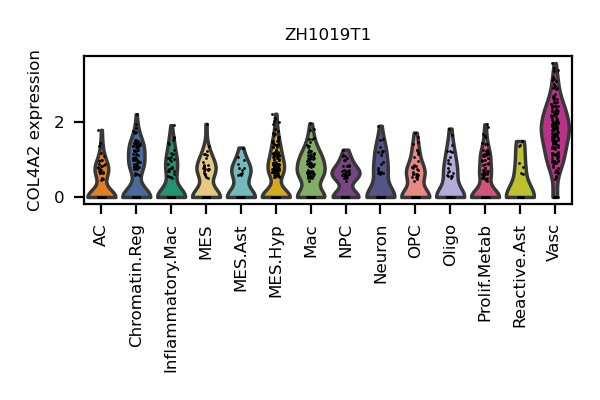 ZH1019T1
COL4A2 expression
2
0
AC
Chromatin.Reg
Inflammatory.Mac
MES
MES.Ast
MES.Hyp
Mac
NPC
Neuron
OPC
Oligo
Prolif.Metab
Reactive.Ast
Vasc